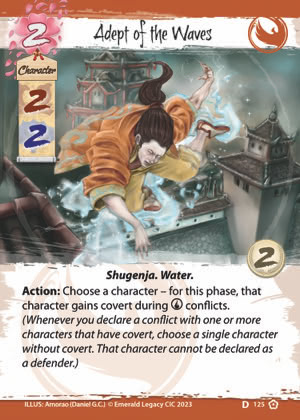 2
Adept of the Waves
Character
2
2
2
Shugenja. Water.
Action: Choose a character – for this phase, that
character gains covert during conflicts.
(Whenever you declare a conflict with one or more
characters that have covert, choose a single character
without covert. That character cannot be declared as
a defender.)
ILLUS: Amorao (Daniel G.C.) © Emerald Legacy CIC 2023
D 125